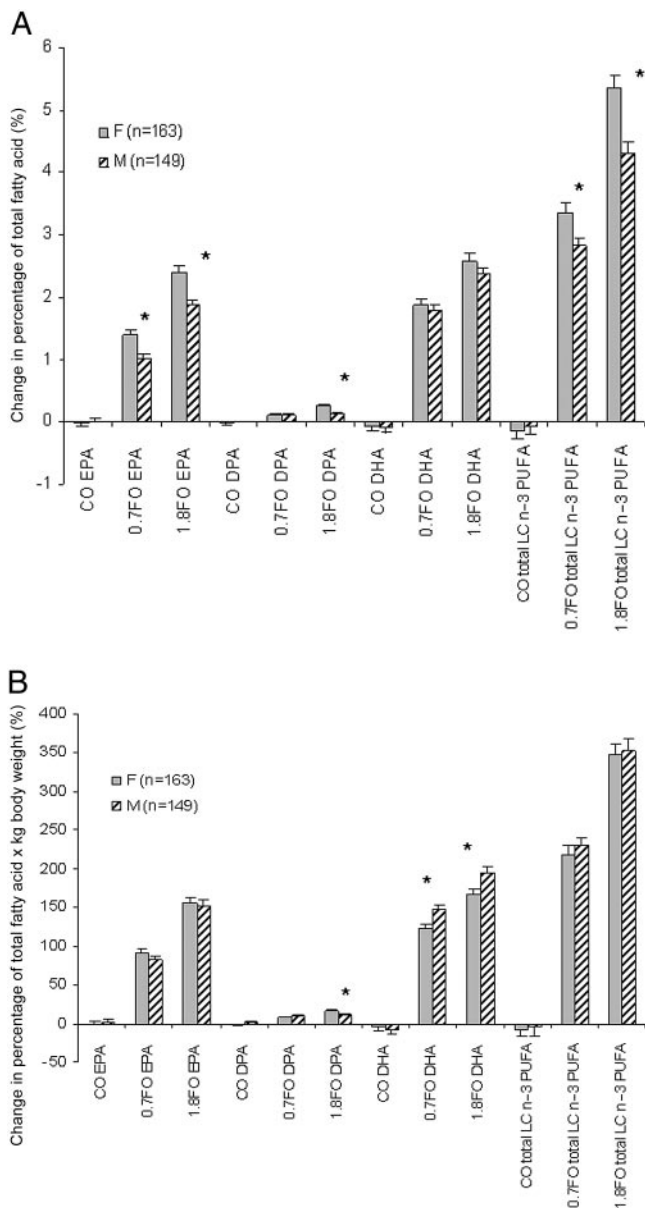 A
Change in percentage of total fatty acid (%)
6
5
4
3
2
1
0
-1
F (n=163)
M (n=149)
*
*
*
*
*
CO EPA
0.7FO EPA
1.8FO EPA
CO DPA
0.7FO DPA
1.8FO DPA
CO DHA
0.7FO DHA
1.8FO DHA
CO total LC n-3 PUFA
0.7FO total LC n-3 PUFA
1.8FO total LC n-3 PUFA
B
Change in percentage of total fatty acid x kg body weight (%)
400
350
300
250
200
150
100
50
0
-50
F (n=163)
M (n=149)
*
*
*
CO EPA
0.7FO EPA
1.8FO EPA
CO DPA
0.7FO DPA
1.8FO DPA
CO DHA
0.7FO DHA
1.8FO DHA
CO total LC n-3 PUFA
0.7FO total LC n-3 PUFA
1.8FO total LC n-3 PUFA